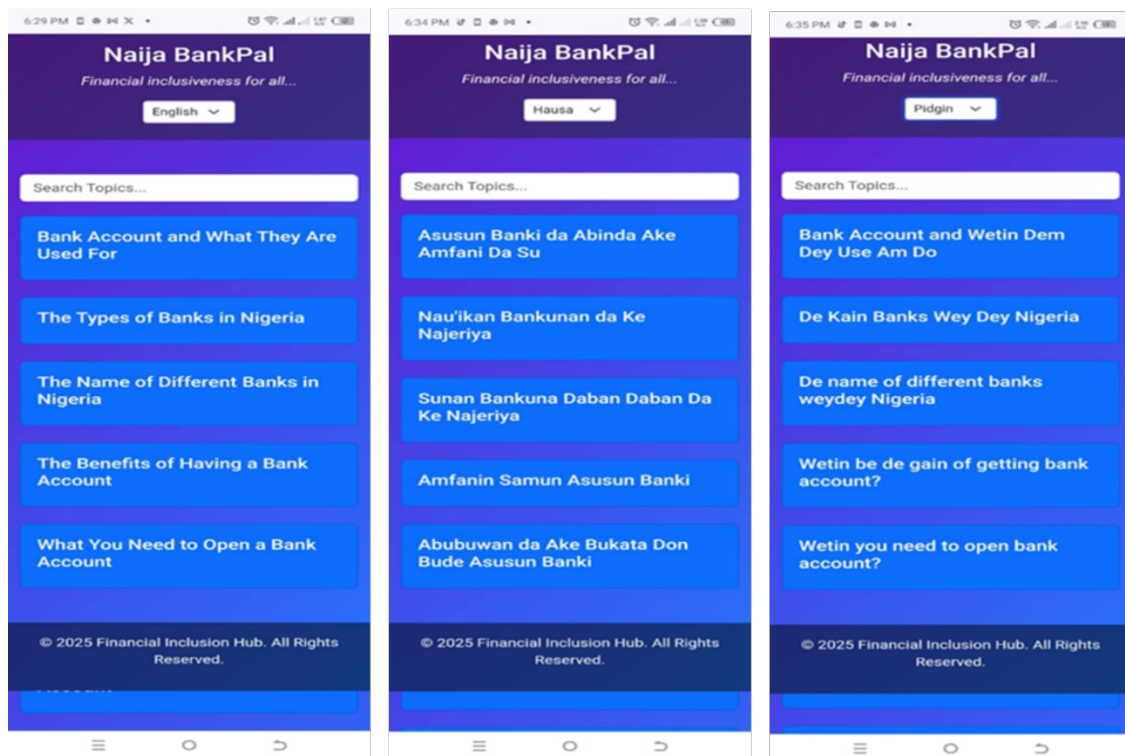 6:29 PM
Naija BankPal
Financial inclusiveness for all...
English
Search Topics...
Bank Account and What They Are
Used For
The Types of Banks in Nigeria
The Name of Different Banks in
Nigeria
The Benefits of Having a Bank
Account
What You Need to Open a Bank
Account
© 2025 Financial Inclusion Hub. All Rights
Reserved.
6:34 PM
Naija BankPal
Financial inclusiveness for all...
Hausa
Search Topics...
Asusun Banki da Abinda Ake
Amfani Da Su
Nau'ikan Bankunan da Ke
Najeriya
Sunan Bankuna Daban Daban Da
Ke Najeriya
Amfanin Samun Asusun Banki
Abubuwan da Ake Bukata Don
Bude Asusun Banki
© 2025 Financial Inclusion Hub. All Rights
Reserved.
6:35 PM
Naija BankPal
Financial inclusiveness for all...
Pidgin
Search Topics...
Bank Account and Wetin Dem
Dey Use Am Do
De Kain Banks Wey Dey Nigeria
De name of different banks
weydey Nigeria
Wetin be de gain of getting bank
account?
Wetin you need to open bank
account?
© 2025 Financial Inclusion Hub. All Rights
Reserved.